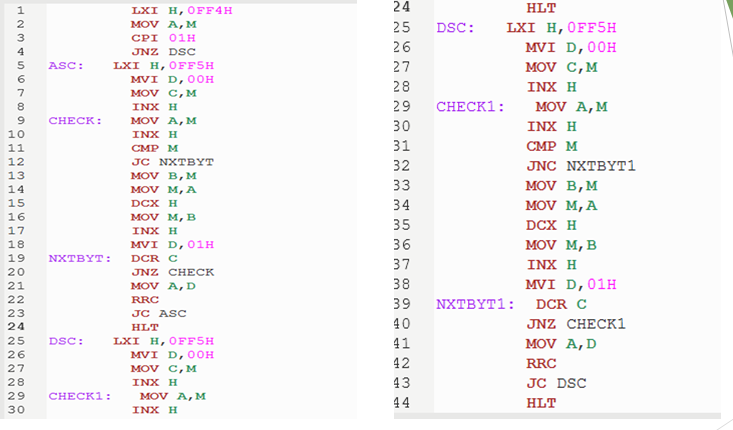 1 LXI H,0FF4H
2 MOV A,M
3 CPI 01H
4 JNZ DSC
5 ASC: LXI H,0FF5H
6 MVI D,00H
7 MOV C,M
8 INX H
9 CHECK: MOV A,M
10 INX H
11 CMP M
12 JC NXTBYT
13 MOV B,M
14 MOV M,A
15 DCX H
16 MOV M,B
17 INX H
18 MVI D,01H
19 NXTBYT: DCR C
20 JNZ CHECK
21 MOV A,D
22 RRC
23 JC ASC
24 HLT
25 DSC: LXI H,0FF5H
26 MVI D,00H
27 MOV C,M
28 INX H
29 CHECK1: MOV A,M
30 INX H
24 HLT
25 DSC: LXI H,0FF5H
26 MVI D,00H
27 MOV C,M
28 INX H
29 CHECK1: MOV A,M
30 INX H
31 CMP M
32 JNC NXTBYT1
33 MOV B,M
34 MOV M,A
35 DCX H
36 MOV M,B
37 INX H
38 MVI D,01H
39 NXTBYT1: DCR C
40 JNZ CHECK1
41 MOV A,D
42 RRC
43 JC DSC
44 HLT